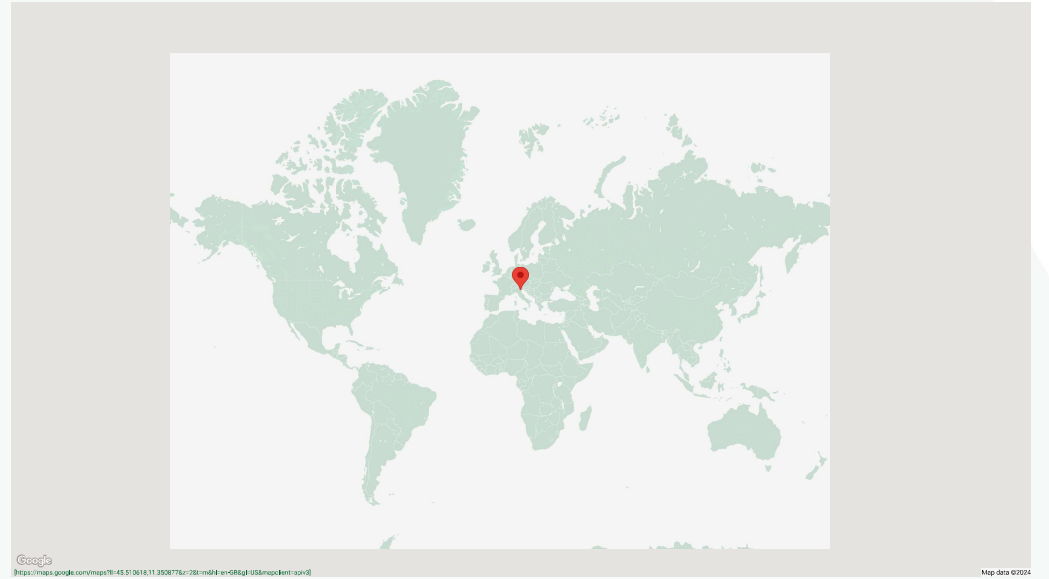 Google
[https://maps.google.com/maps?ll=45.510618,11.350877&z=2&t=m&hl=en-GB&gl=US&mapclient=apiv3]
Map data ©2024